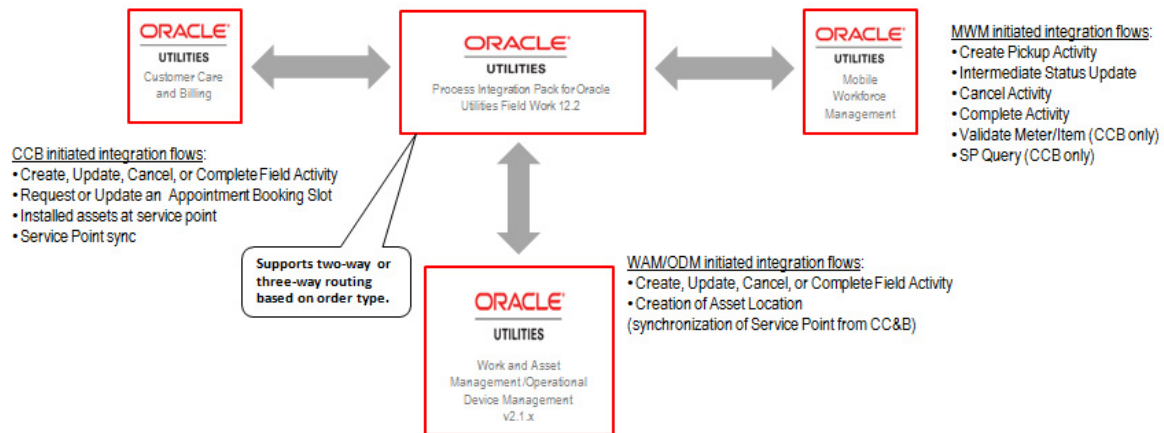 ORACLE®
UTILITIES
Customer Care
and Billing
ORACLE®
UTILITIES
Process Integration Pack for Oracle
Utilities Field Work 12.2
ORACLE®
UTILITIES
Mobile
Workforce
Management
MWM initiated integration flows:
• Create Pickup Activity
• Intermediate Status Update
• Cancel Activity
• Complete Activity
• Validate Meter/Item (CCB only)
• SP Query (CCB only)
CCB initiated integration flows:
• Create, Update, Cancel, or Complete Field Activity
• Request or Update an Appointment Booking Slot
• Installed assets at service point
• Service Point sync
Supports two-way or
three-way routing
based on order type.
ORACLE®
UTILITIES
Work and Asset
Management/Operational
Device Management
v2.1.x
WAM/ODM initiated integration flows:
• Create, Update, Cancel, or Complete Field Activity
• Creation of Asset Location
(synchronization of Service Point from CC&B)